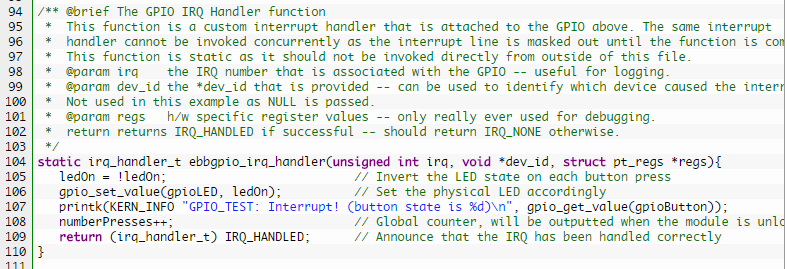 94 /** @brief The GPIO IRQ Handler function
95 * This function is a custom interrupt handler that is attached to the GPIO above. The same interrupt
96 * handler cannot be invoked concurrently as the interrupt line is masked out until the function is com
97 * This function is static as it should not be invoked directly from outside of this file.
98 * @param irq the IRQ number that is associated with the GPIO -- useful for logging.
99 * @param dev_id the *dev_id that is provided -- can be used to identify which device caused the interr
100 * Not used in this example as NULL is passed.
101 * @param regs h/w specific register values -- only really ever used for debugging.
102 * return returns IRQ_HANDLED if successful -- should return IRQ_NONE otherwise.
103 */
104 static irq_handler_t ebbgpio_irq_handler(unsigned int irq, void *dev_id, struct pt_regs *regs){
105 ledOn = !ledOn; // Invert the LED state on each button press
106 gpio_set_value(gpioLED, ledOn); // Set the physical LED accordingly
107 printk(KERN_INFO "GPIO_TEST: Interrupt! (button state is %d)\n", gpio_get_value(gpioButton));
108 numberPresses++; // Global counter, will be outputted when the module is unlo
109 return (irq_handler_t) IRQ_HANDLED; // Announce that the IRQ has been handled correctly
110 }
111